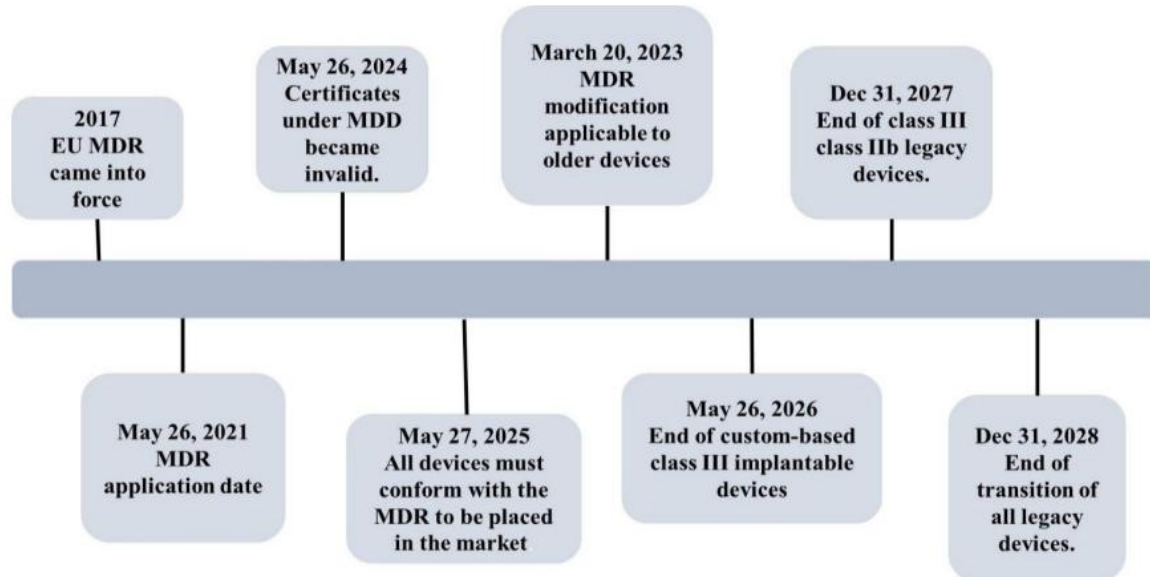 2017
EU MDR
came into
force
May 26, 2024
Certificates
under MDD
became
invalid.
March 20, 2023
MDR
modification
applicable to
older devices
Dec 31, 2027
End of class III
class IIb legacy
devices.
May 26, 2021
MDR
application date
May 27, 2025
All devices must
conform with the
MDR to be placed
in the market
May 26, 2026
End of custom-based
class III implantable
devices
Dec 31, 2028
End of
transition of
all legacy
devices.